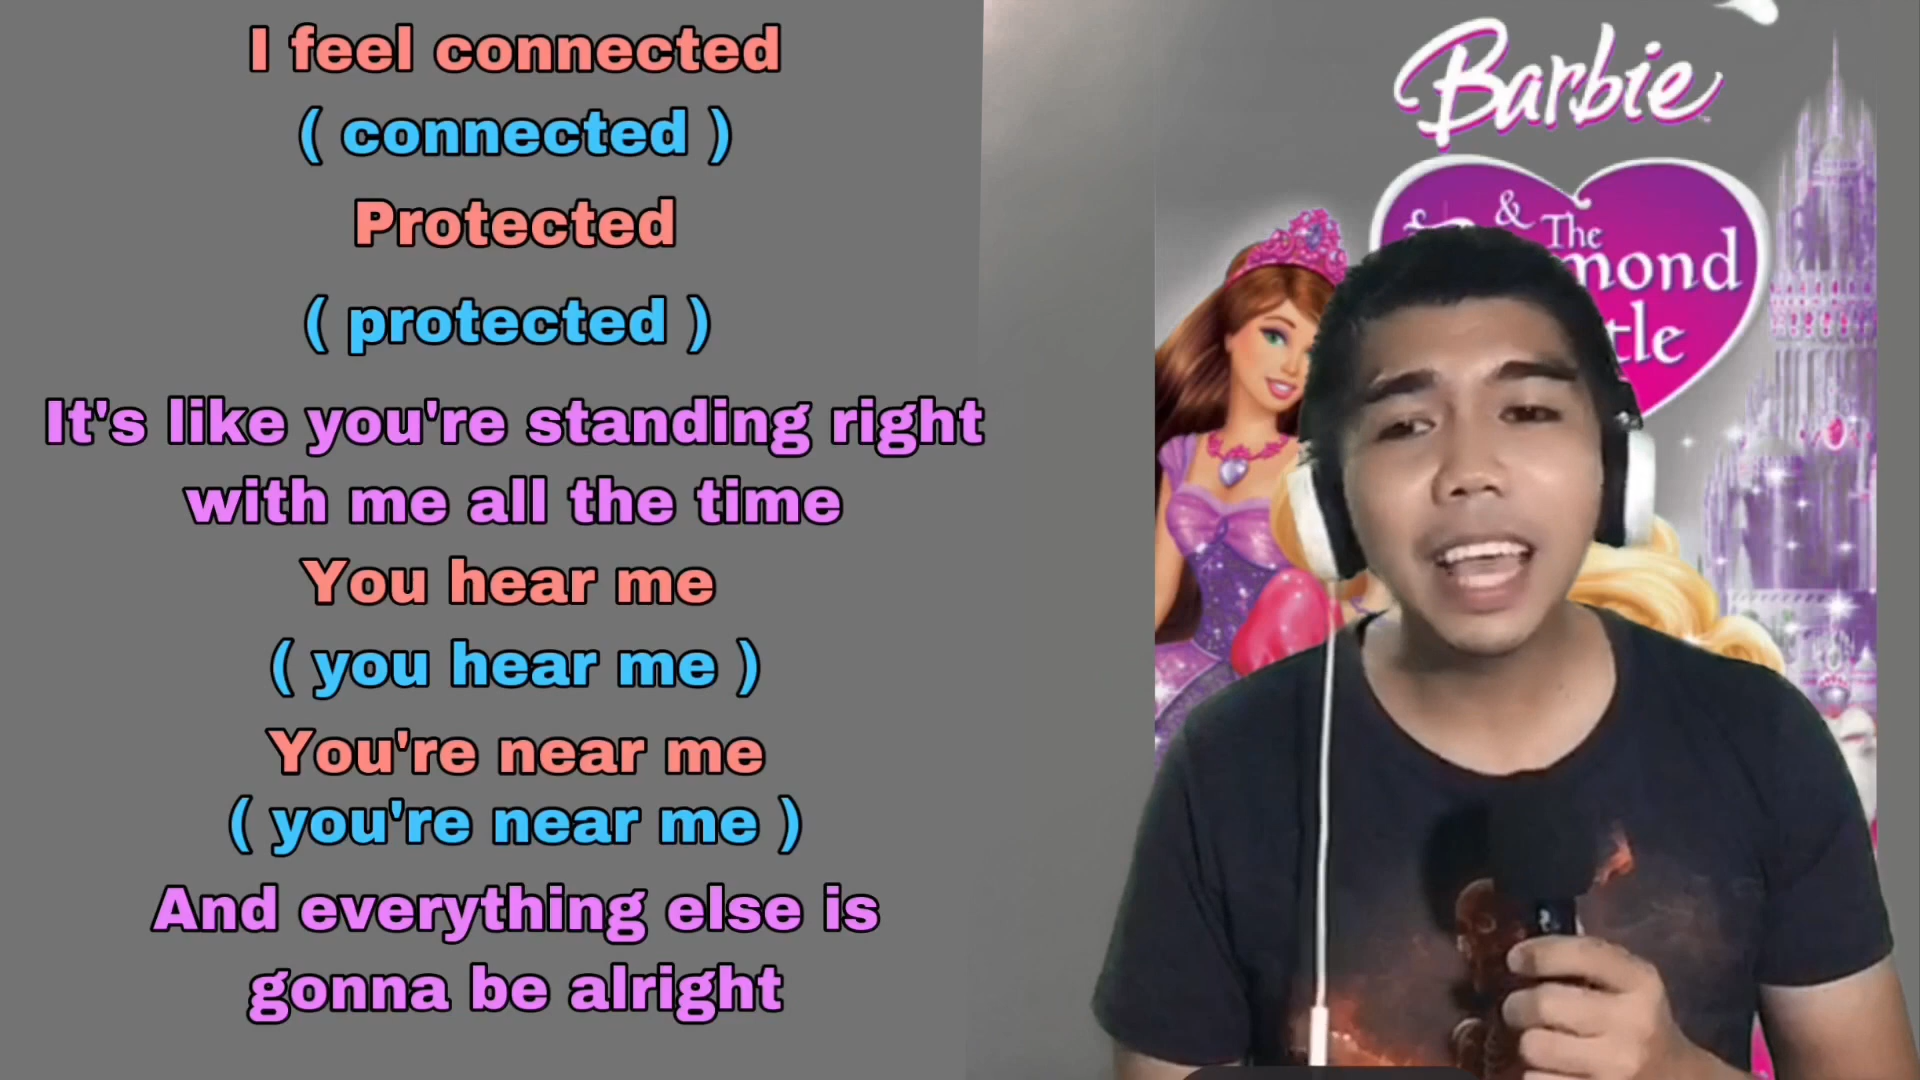 I feel connected
( connected )
Protected
( protected )
It's like you're standing right
with me all the time
You hear me
( you hear me )
You're near me
( you're near me )
And everything else is
gonna be alright
Barbie
& The